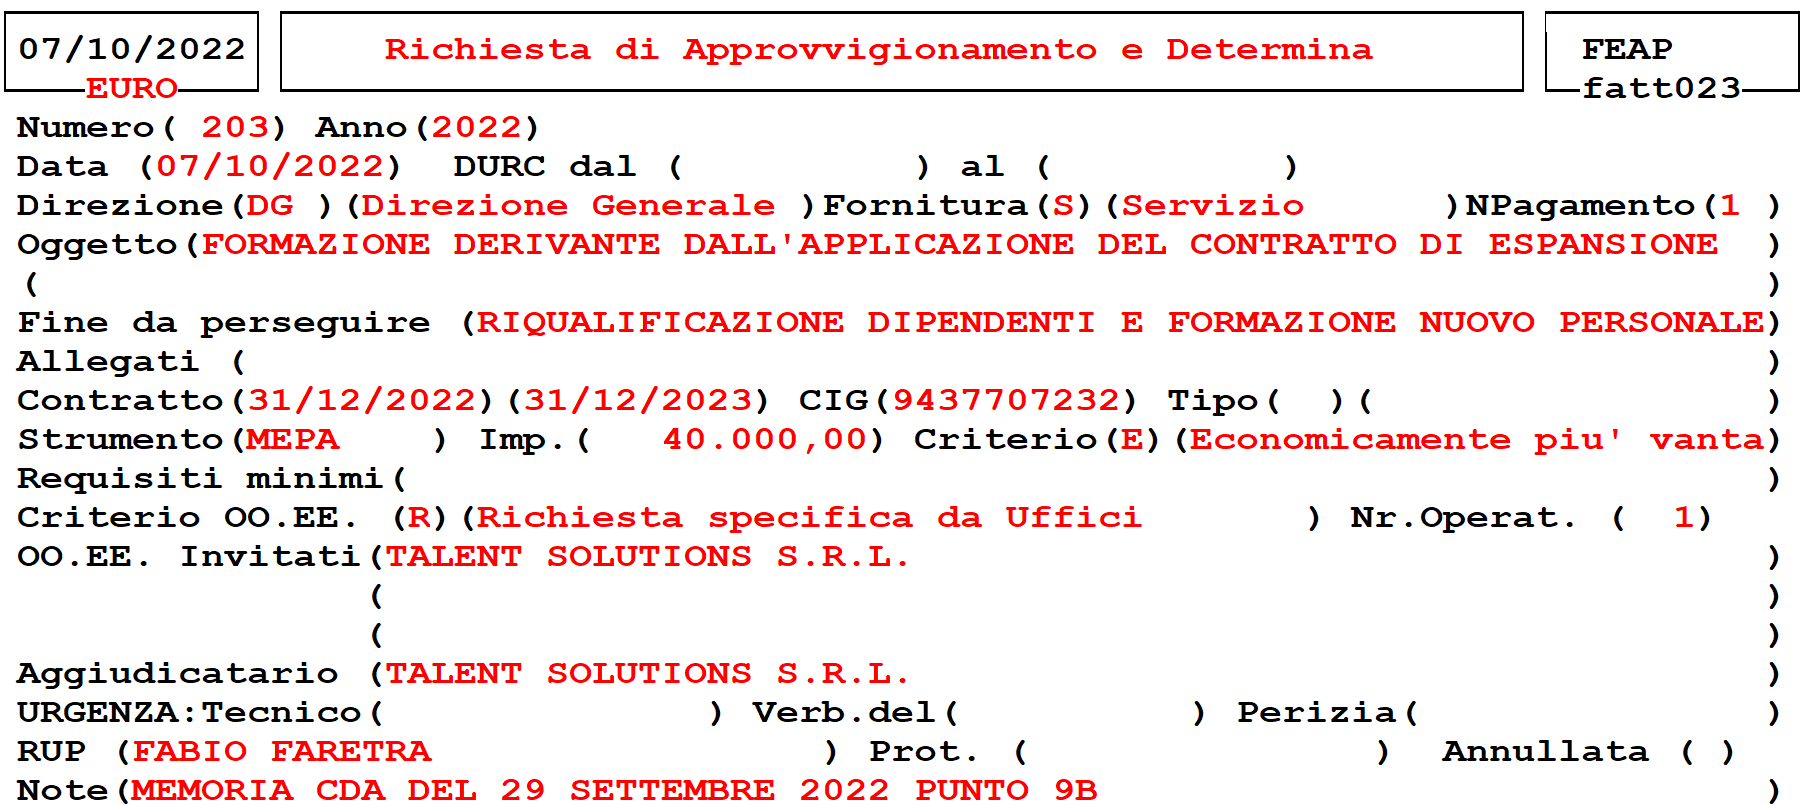 07/10/2022 Richiesta di Approvvigionamento e Determina FEAP
EURO fatt023
Numero( 203) Anno(2022)
Data (07/10/2022) DURC dal ( ) al ( )
Direzione(DG )(Direzione Generale )Fornitura(S)(Servizio )NPagamento(1 )
Oggetto(FORMAZIONE DERIVANTE DALL'APPLICAZIONE DEL CONTRATTO DI ESPANSIONE )
( )
Fine da perseguire (RIQUALIFICAZIONE DIPENDENTI E FORMAZIONE NUOVO PERSONALE)
Allegati ( )
Contratto(31/12/2022)(31/12/2023) CIG(9437707232) Tipo( )( )
Strumento(MEPA ) Imp.( 40.000,00) Criterio(E)(Economicamente piu' vanta)
Requisiti minimi( )
Criterio OO.EE. (R)(Richiesta specifica da Uffici ) Nr.Operat. ( 1)
OO.EE. Invitati(TALENT SOLUTIONS S.R.L. )
( )
( )
Aggiudicatario (TALENT SOLUTIONS S.R.L. )
URGENZA:Tecnico( ) Verb.del( ) Perizia( )
RUP (FABIO FARETRA ) Prot. ( ) Annullata ( )
Note(MEMORIA CDA DEL 29 SETTEMBRE 2022 PUNTO 9B )